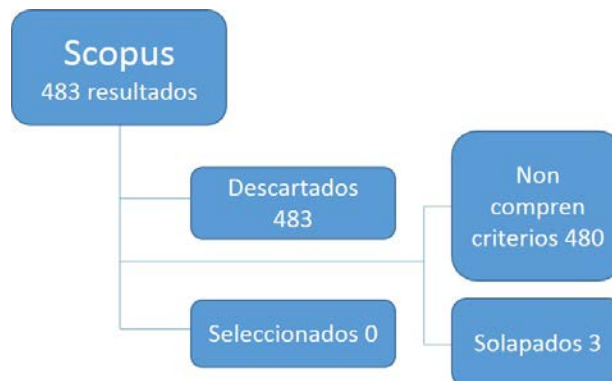 Scopus
483 resultados
Descartados
483
Non
compren
criterios 480
Seleccionados 0
Solapados 3